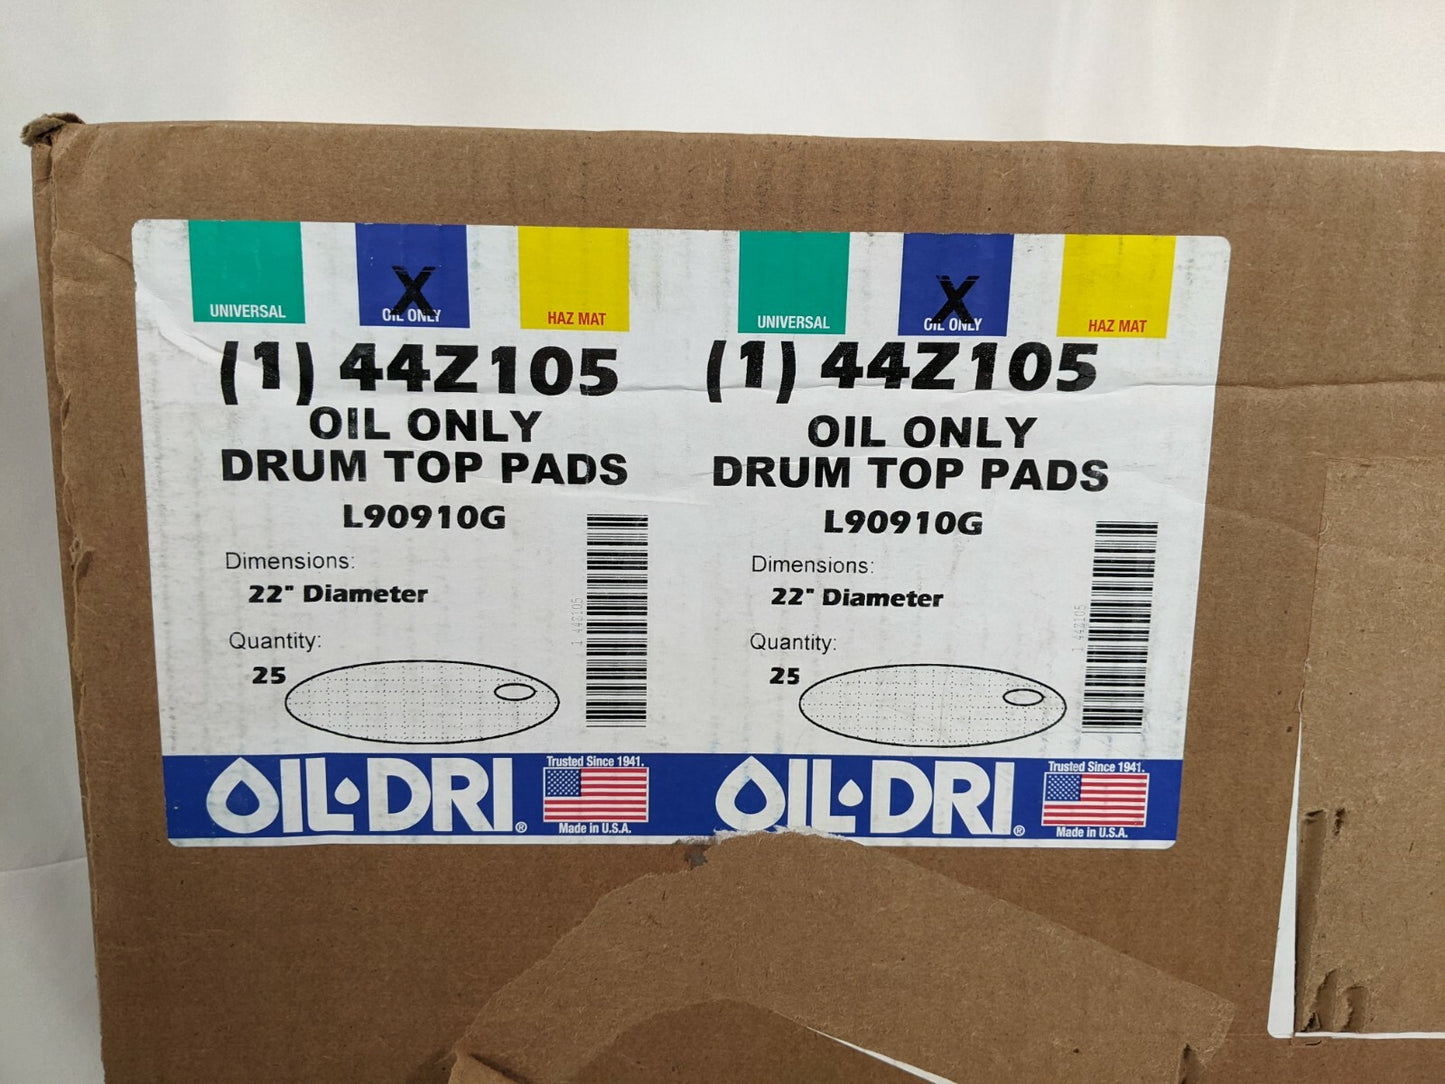 UNIVERSAL
X
OIL ONLY
HAZ MAT
(1) 44Z105
OIL ONLY
DRUM TOP PADS
L90910G
Dimensions:
22" Diameter
Quantity:
25
1 44Z105
OIL·DRI®
Trusted Since 1941.
Made in U.S.A.
UNIVERSAL
X
OIL ONLY
HAZ MAT
(1) 44Z105
OIL ONLY
DRUM TOP PADS
L90910G
Dimensions:
22" Diameter
Quantity:
25
1 44Z105
OIL·DRI®
Trusted Since 1941.
Made in U.S.A.